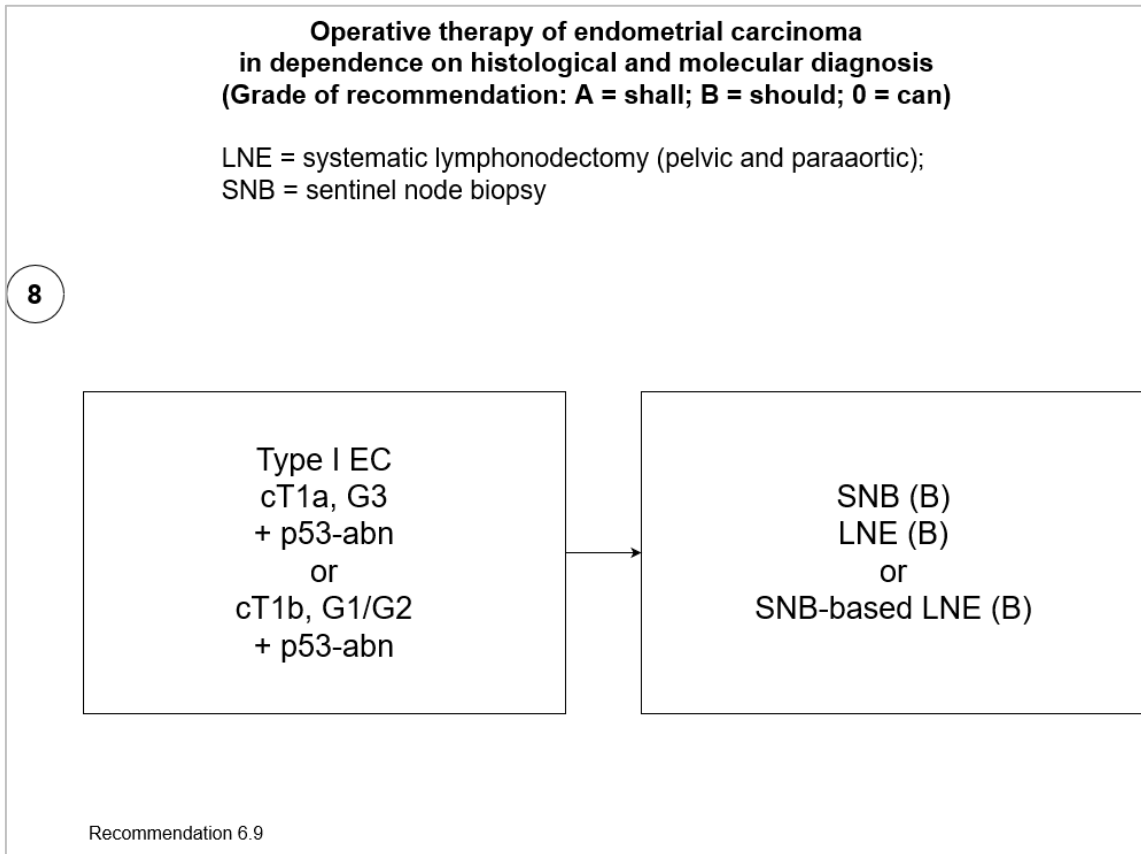 Operative therapy of endometrial carcinoma
in dependence on histological and molecular diagnosis
(Grade of recommendation: A = shall; B = should; 0 = can)
LNE = systematic lymphonodectomy (pelvic and paraaortic);
SNB = sentinel node biopsy
8
Type I EC
cT1a, G3
+ p53-abn
or
cT1b, G1/G2
+ p53-abn
SNB (B)
LNE (B)
or
SNB-based LNE (B)
Recommendation 6.9